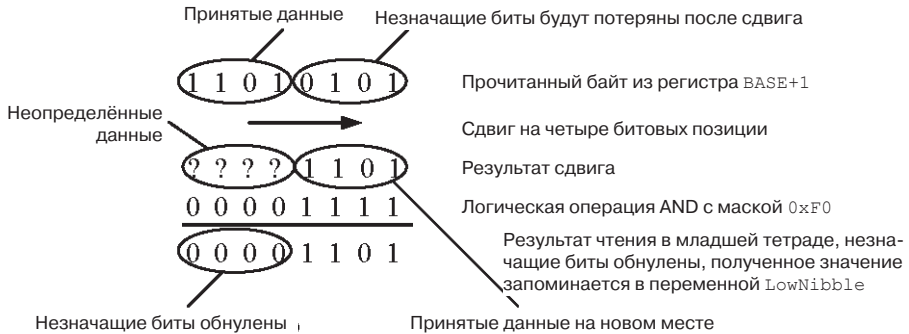 Принятые данные
Незначащие биты будут потеряны после сдвига
1 1 0 1 0 1 0 1
Прочитанный байт из регистра BASE+1
Неопределённые
данные
Сдвиг на четыре битовых позиции
? ? ? ? 1 1 0 1
Результат сдвига
0 0 0 0 1 1 1 1
Логическая операция AND с маской 0xF0
0 0 0 0 1 1 0 1
Результат чтения в младшей тетраде, незна-
чащие биты обнулены, полученное значение
запоминается в переменной LowNibble
Незначащие биты обнулены
Принятые данные на новом месте